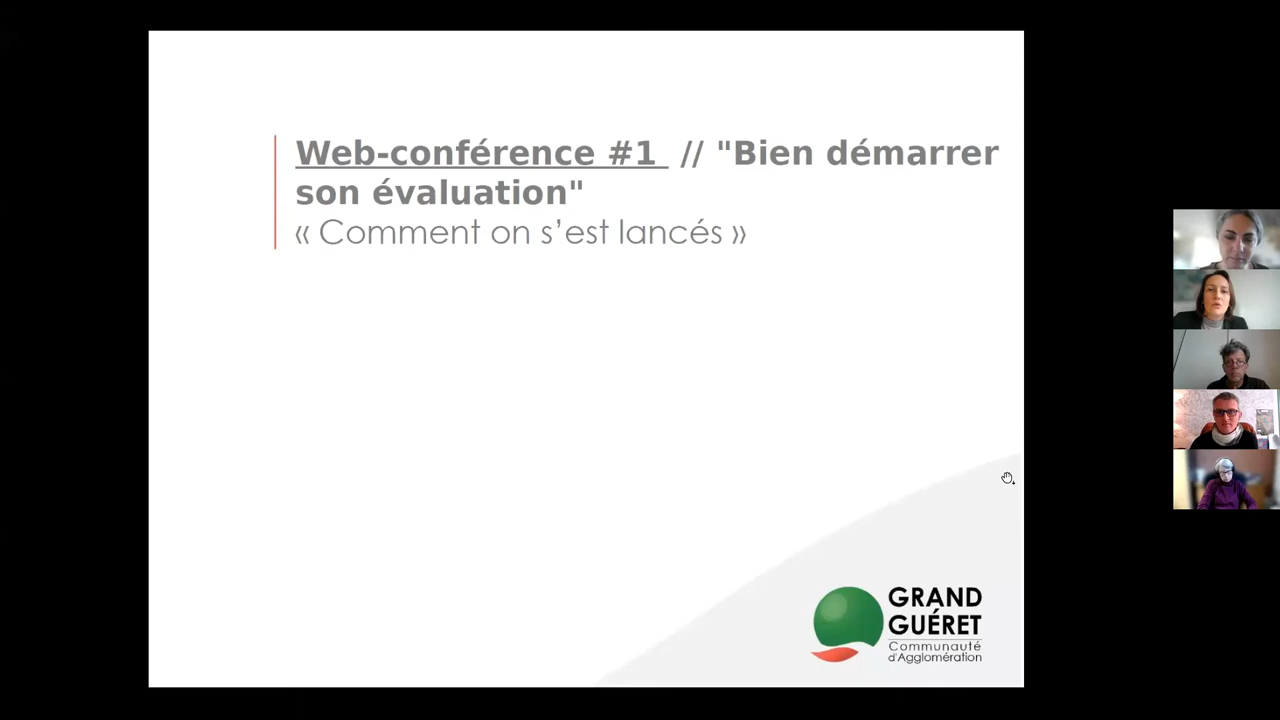 Web-conférence #1 // "Bien démarrer
son évaluation"
« Comment on s’est lancés »
GRAND
GUÉRET
Communauté
d'Agglomération